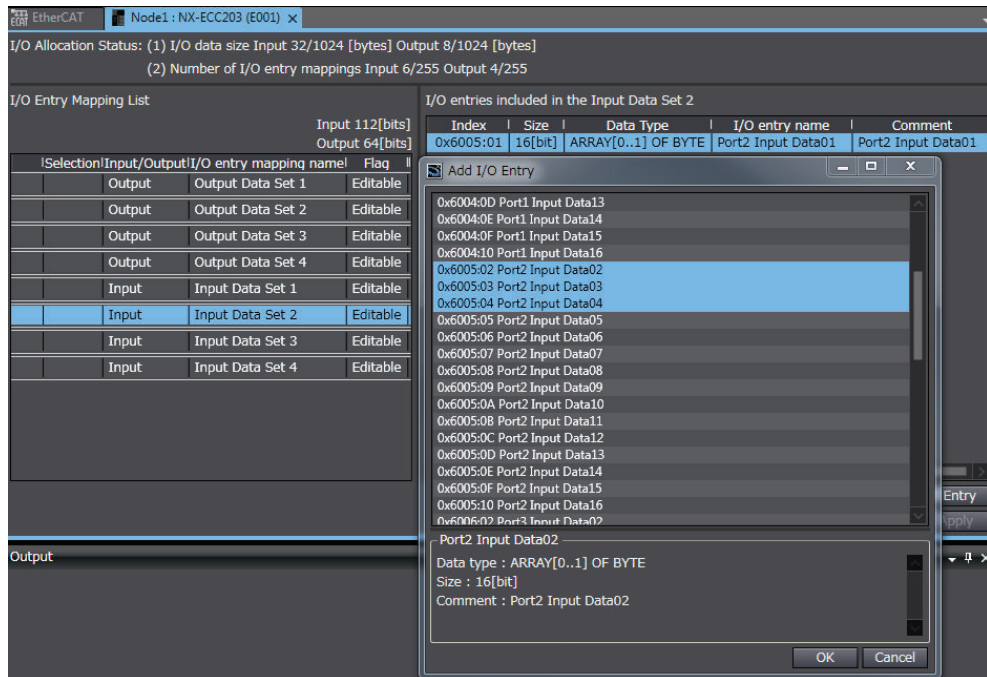 EtherCAT
Node1 : NX-ECC203 (E001)
I/O Allocation Status: (1) I/O data size Input 32/1024 [bytes] Output 8/1024 [bytes]
(2) Number of I/O entry mappings Input 6/255 Output 4/255
I/O Entry Mapping List
Input 112[bits]
Output 64[bits]
Selection Input/Output I/O entry mapping name Flag
Output Output Data Set 1 Editable
Output Output Data Set 2 Editable
Output Output Data Set 3 Editable
Output Output Data Set 4 Editable
Input Input Data Set 1 Editable
Input Input Data Set 2 Editable
Input Input Data Set 3 Editable
Input Input Data Set 4 Editable
I/O entries included in the Input Data Set 2
Index Size Data Type I/O entry name Comment
0x6005:01 16[bit] ARRAY[0..1] OF BYTE Port2 Input Data01 Port2 Input Data01
Add I/O Entry
0x6004:0D Port1 Input Data13
0x6004:0E Port1 Input Data14
0x6004:0F Port1 Input Data15
0x6004:10 Port1 Input Data16
0x6005:02 Port2 Input Data02
0x6005:03 Port2 Input Data03
0x6005:04 Port2 Input Data04
0x6005:05 Port2 Input Data05
0x6005:06 Port2 Input Data06
0x6005:07 Port2 Input Data07
0x6005:08 Port2 Input Data08
0x6005:09 Port2 Input Data09
0x6005:0A Port2 Input Data10
0x6005:0B Port2 Input Data11
0x6005:0C Port2 Input Data12
0x6005:0D Port2 Input Data13
0x6005:0E Port2 Input Data14
0x6005:0F Port2 Input Data15
0x6005:10 Port2 Input Data16
0x6006:02 Port3 Input Data02
Port2 Input Data02
Data type : ARRAY[0..1] OF BYTE
Size : 16[bit]
Comment : Port2 Input Data02
OK Cancel
Entry
Apply
Output